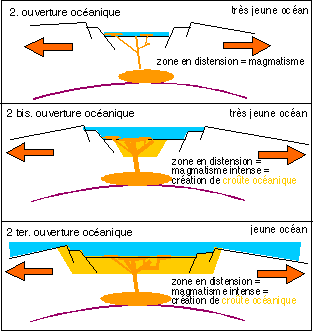 2. ouverture océanique
très jeune océan
zone en distension = magmatisme
2 bis. ouverture océanique
très jeune océan
zone en distension =
magmatisme intense =
création de croûte océanique
2 ter. ouverture océanique
jeune océan
zone en distension =
magmatisme intense =
création de croûte océanique